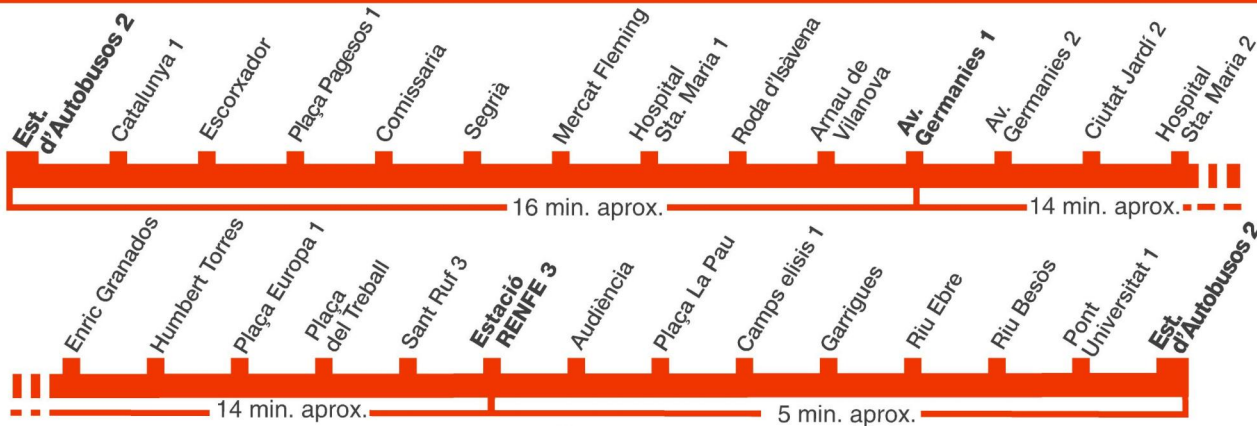 Est.
d'Autobusos 2
Catalunya 1
Escorxador
Plaça Pagesos 1
Comissaria
Segrià
Mercat Fleming
Hospital
Sta. Maria 1
Roda d'Isàvena
Arnau de
Vilanova
Av.
Germanies 1
Av.
Germanies 2
Ciutat Jardí 2
Hospital
Sta. Maria 2
16 min. aprox.
14 min. aprox.
Enric Granados
Humbert Torres
Plaça Europa 1
Plaça
del Treball
Sant Ruf 3
Estació
RENFE 3
Audiència
Plaça La Pau
Camps elisis 1
Garrigues
Riu Ebre
Riu Besòs
Pont
Universitat 1
Est.
d'Autobusos 2
14 min. aprox.
5 min. aprox.